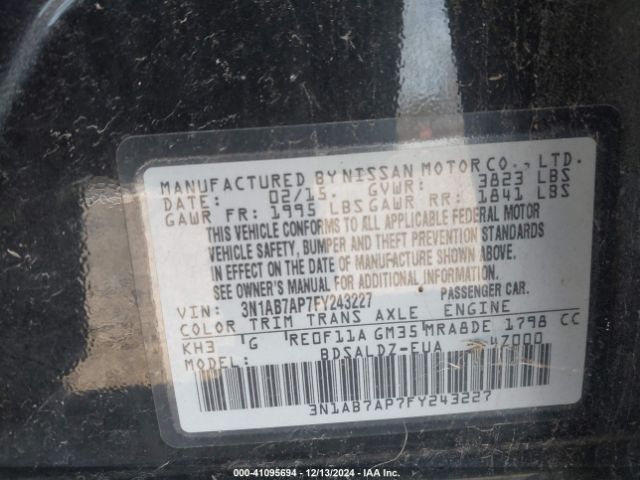 MANUFACTURED BY NISSAN MOTOR CO., LTD.
DATE: 02/15. GVWR: 3823 LBS
GAWR FR: 1995 LBS GAWR RR: 1841 LBS
THIS VEHICLE CONFORMS TO ALL APPLICABLE FEDERAL MOTOR
VEHICLE SAFETY, BUMPER AND THEFT PREVENTION STANDARDS
IN EFFECT ON THE DATE OF MANUFACTURE SHOWN ABOVE.
SEE OWNER'S MANUAL FOR ADDITIONAL INFORMATION.
VIN: 3N1AB7AP7FY243227 PASSENGER CAR.
COLOR TRIM TRANS AXLE ENGINE
KH3 G RE0F11A GM35 MRA8DE 1798 CC
MODEL: BDSALDZ-EUA 47000
3N1AB7AP7FY243227
000-41095694 - 12/13/2024 - IAA Inc.